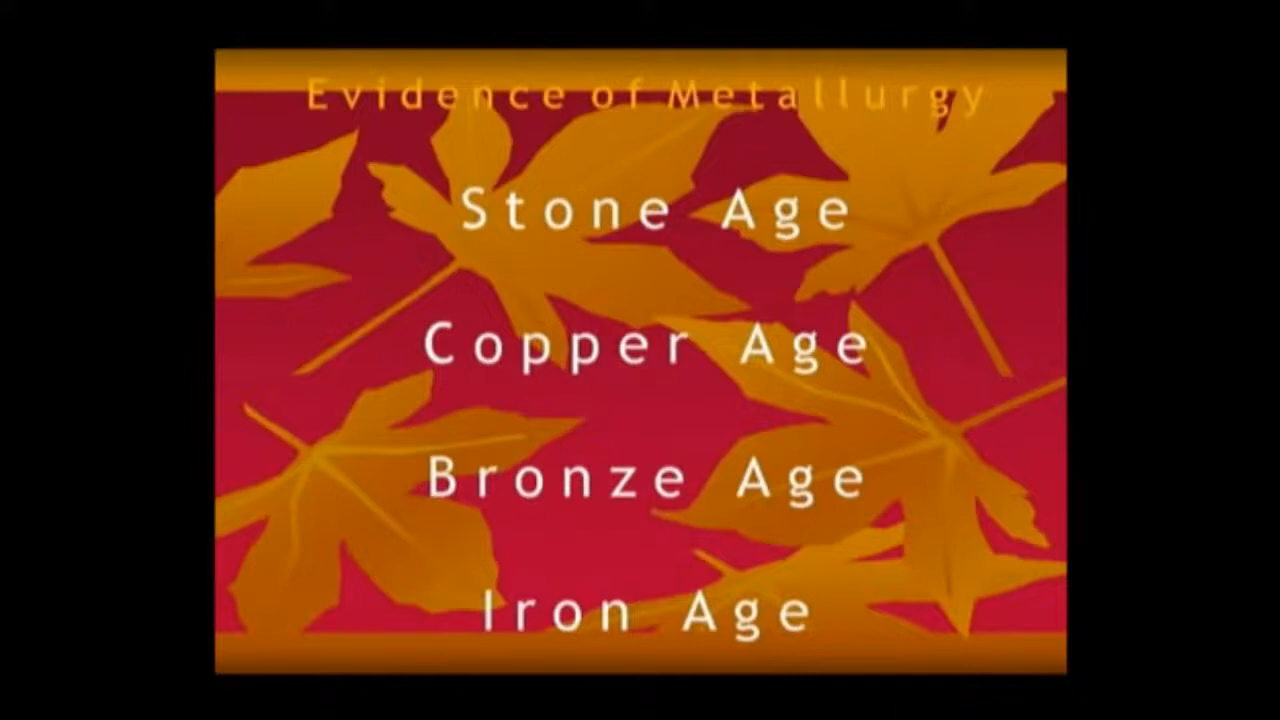 Evidence of Metallurgy
Stone Age
Copper Age
Bronze Age
Iron Age